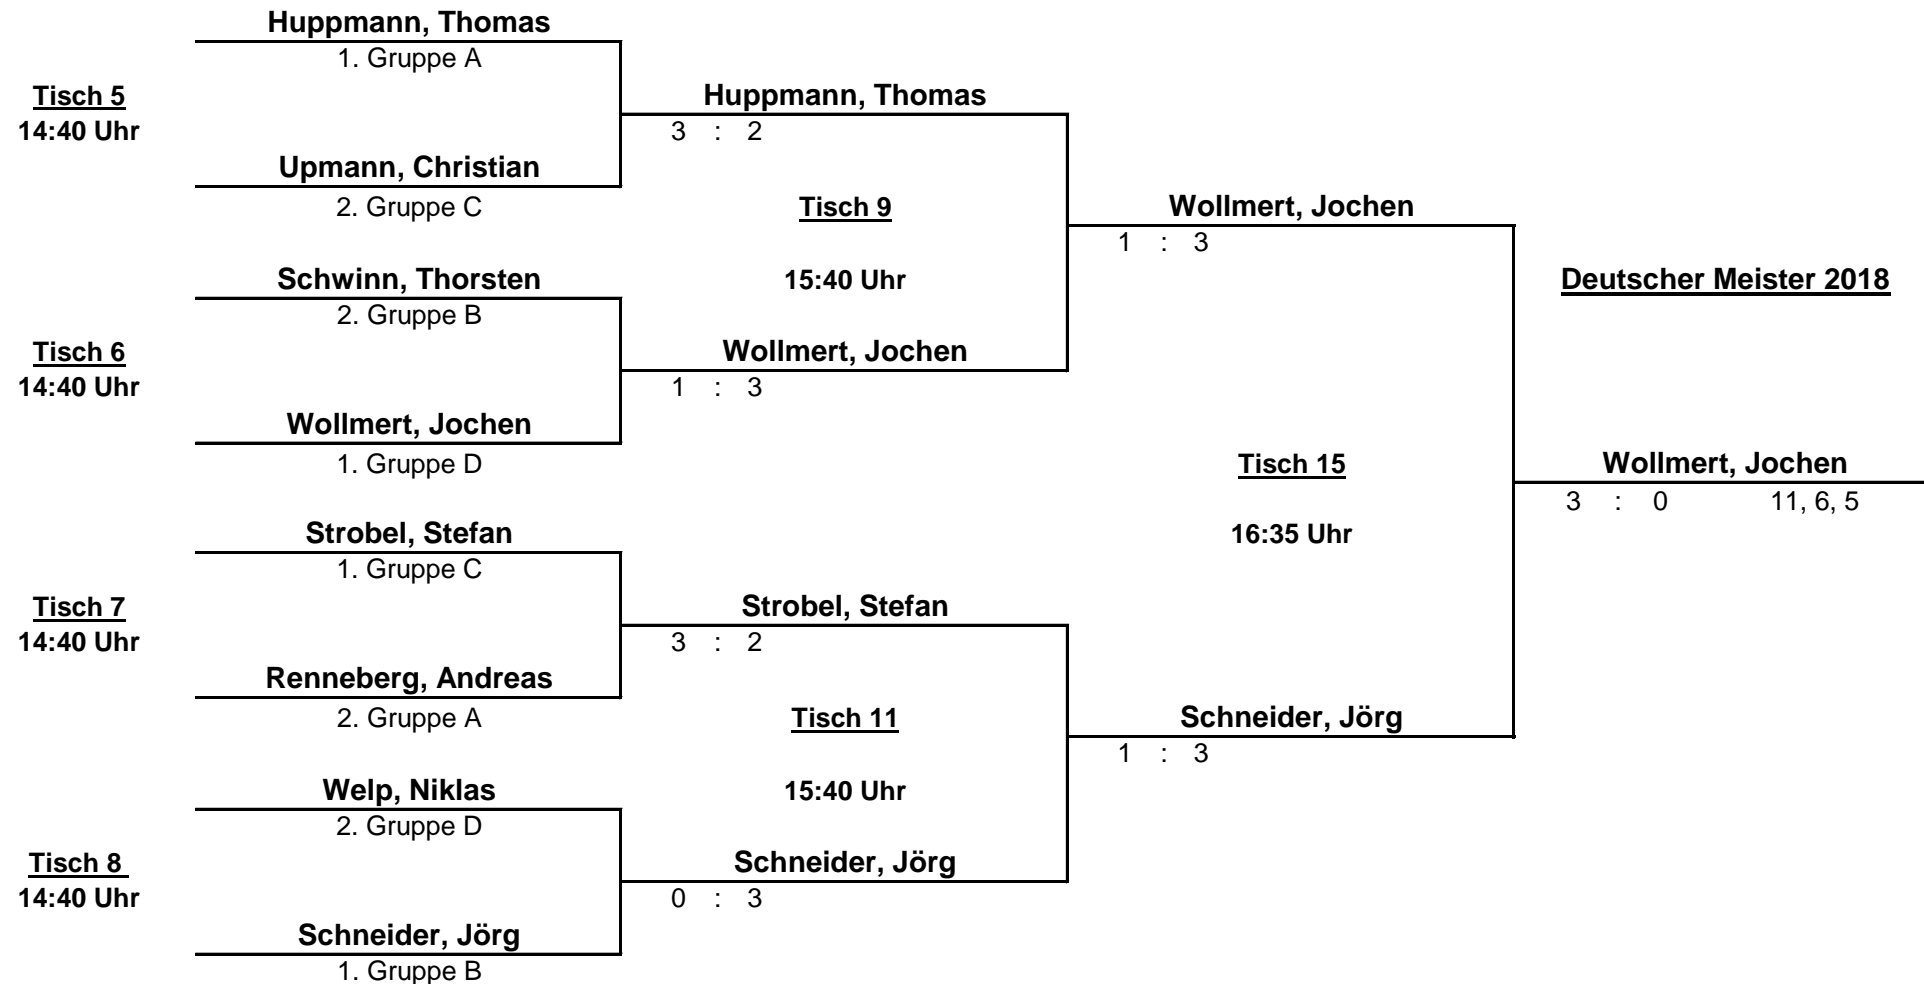 Huppmann, Thomas
1. Gruppe A
Tisch 5
Huppmann, Thomas
14:40 Uhr
3 : 2
Upmann, Christian
2. Gruppe C
Tisch 9
Wollmert, Jochen
1 : 3
Schwinn, Thorsten
15:40 Uhr
Deutscher Meister 2018
2. Gruppe B
Tisch 6
Wollmert, Jochen
14:40 Uhr
1 : 3
Wollmert, Jochen
1. Gruppe D
Tisch 15
Wollmert, Jochen
3 : 0 11, 6, 5
Strobel, Stefan
16:35 Uhr
1. Gruppe C
Tisch 7
Strobel, Stefan
14:40 Uhr
3 : 2
Renneberg, Andreas
2. Gruppe A
Tisch 11
Schneider, Jörg
1 : 3
Welp, Niklas
15:40 Uhr
2. Gruppe D
Tisch 8
Schneider, Jörg
14:40 Uhr
0 : 3
Schneider, Jörg
1. Gruppe B